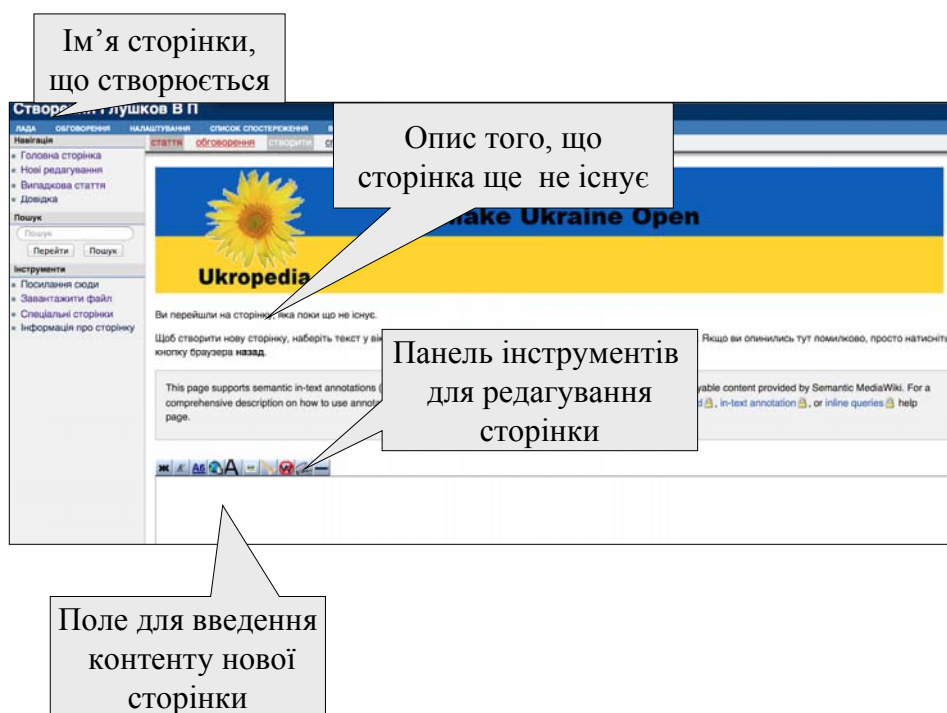 Ім’я сторінки,
що створюється
ков В П
ЛАДА ОБГОВОРЕННЯ НАЛАШТУВАННЯ СПИСОК СПОСТЕРЕЖЕННЯ
Опис того, що
сторінка ще не існує
Навігація
Головна сторінка
Нові редагування
Випадкова стаття
Довідка
Пошук
Пошук
Перейти Пошук
Інструменти
Посилання сюди
Завантажити файл
Спеціальні сторінки
Інформація про сторінку
стаття обговорення створити
Make Ukraine Open
Ukropedia
Ви перейшли на сторінку, яка поки що не існує.
Щоб створити нову сторінку, наберіть текст у Якщо ви опинились тут помилково, просто натисніть
кнопку браузера назад.
Панель інструментів
для редагування
сторінки
This page supports semantic in-text annotations content provided by Semantic MediaWiki. For a
comprehensive description on how to use , in-text annotation , or inline queries help
page.
Ж К Аб А W
Поле для введення
контенту нової
сторінки